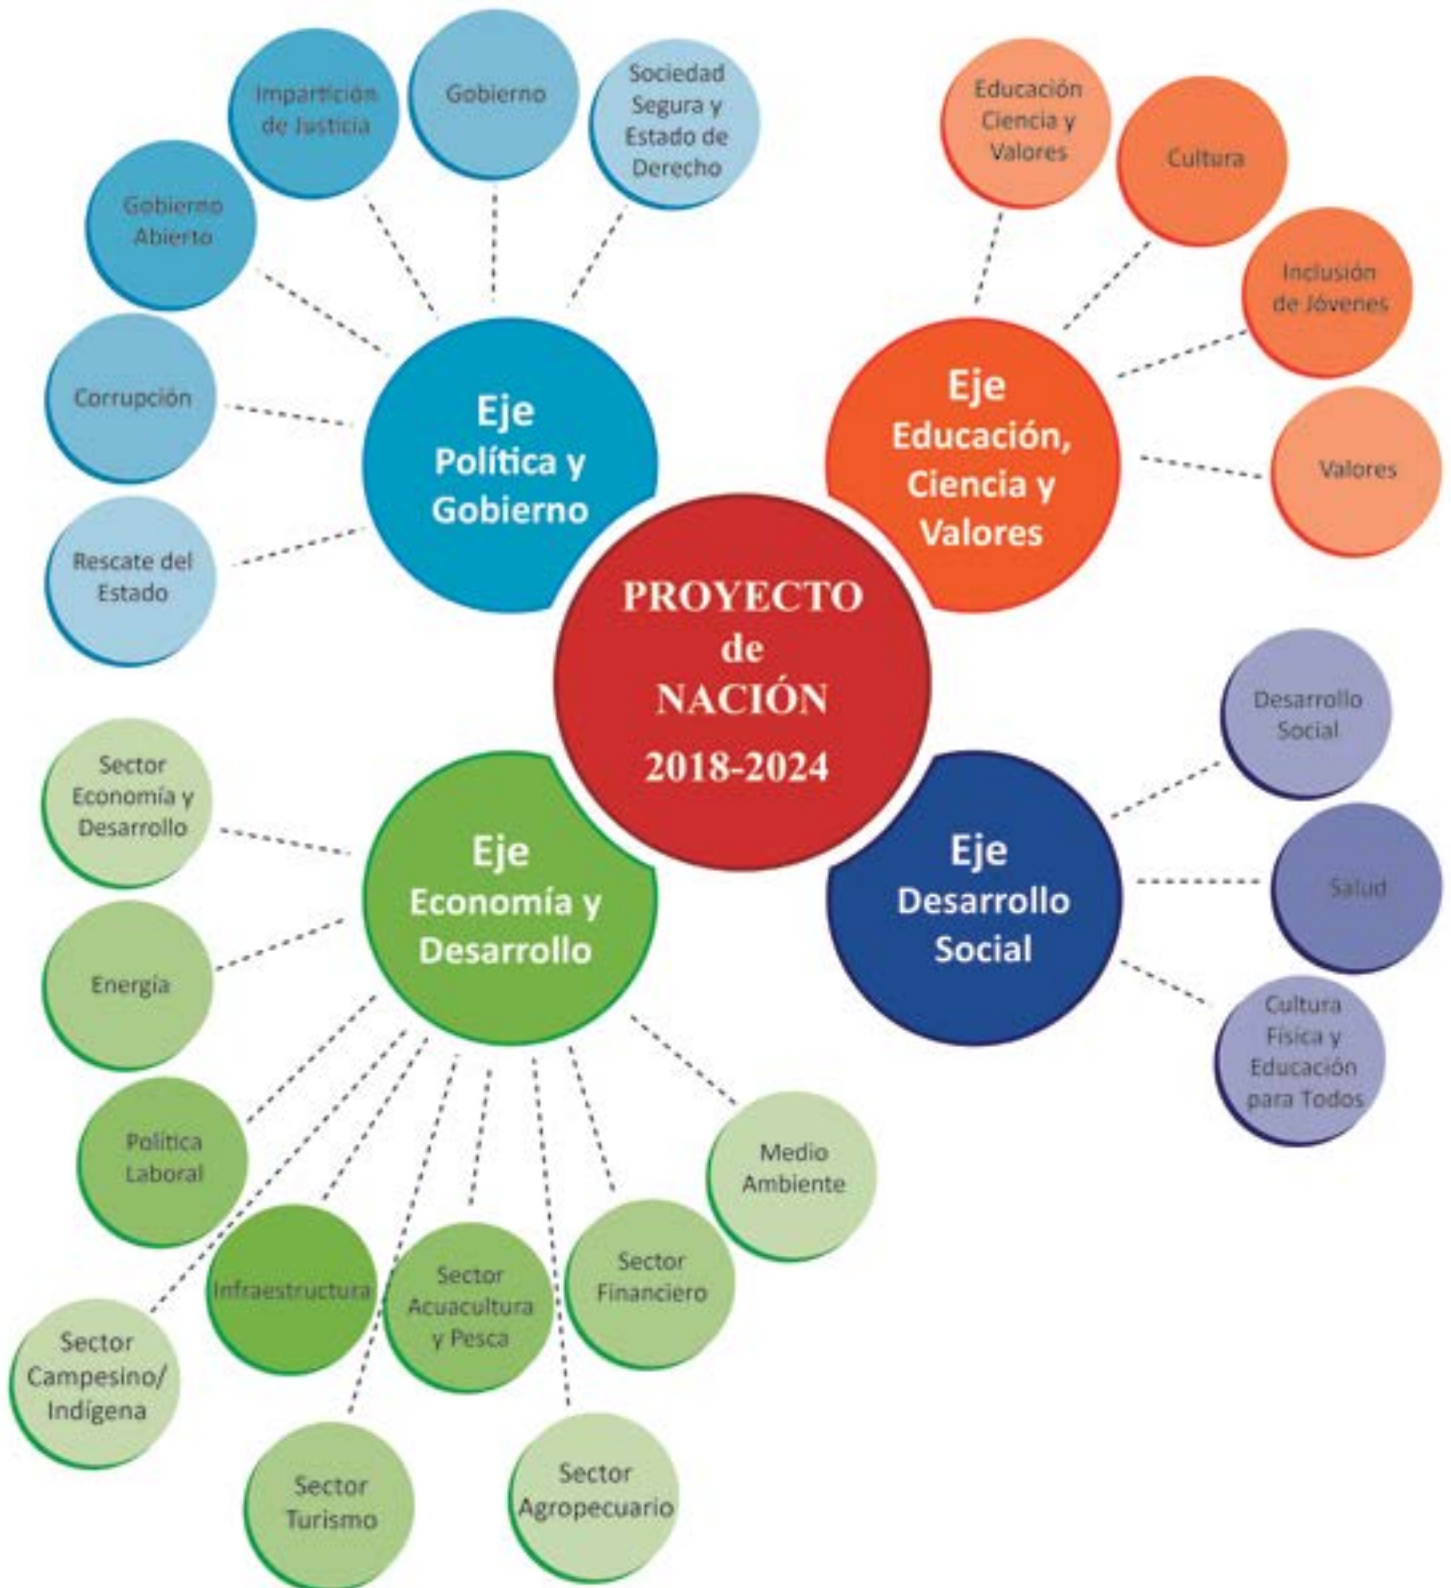 PROYECTO
de
NACIÓN
2018-2024
Eje
Política y
Gobierno
Rescate del
Estado
Corrupción
Gobierno
Abierto
Impartición
de Justicia
Gobierno
Sociedad
Segura y
Estado de
Derecho
Eje
Educación,
Ciencia y
Valores
Educación
Ciencia y
Valores
Cultura
Inclusión
de Jóvenes
Valores
Eje
Desarrollo
Social
Desarrollo
Social
Salud
Cultura
Física y
Educación
para Todos
Eje
Economía y
Desarrollo
Sector
Economía y
Desarrollo
Energía
Política
Laboral
Sector
Campesino/
Indígena
Infraestructura
Sector
Turismo
Sector
Acuacultura
y Pesca
Sector
Agropecuario
Sector
Financiero
Medio
Ambiente